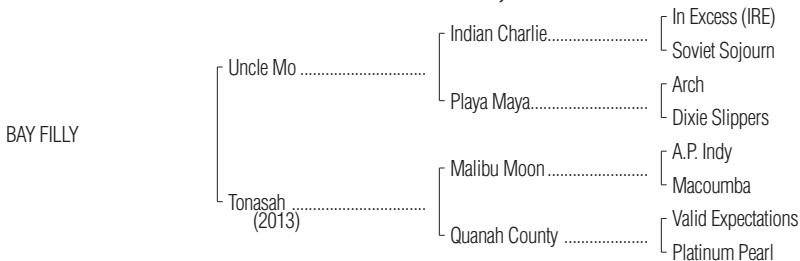 In Excess (IRE)
Indian Charlie
Soviet Sojourn
Uncle Mo
Arch
Playa Maya
Dixie Slippers
BAY FILLY
A.P. Indy
Malibu Moon
Macoumba
Tonasah
(2013)
Valid Expectations
Quanah County
Platinum Pearl